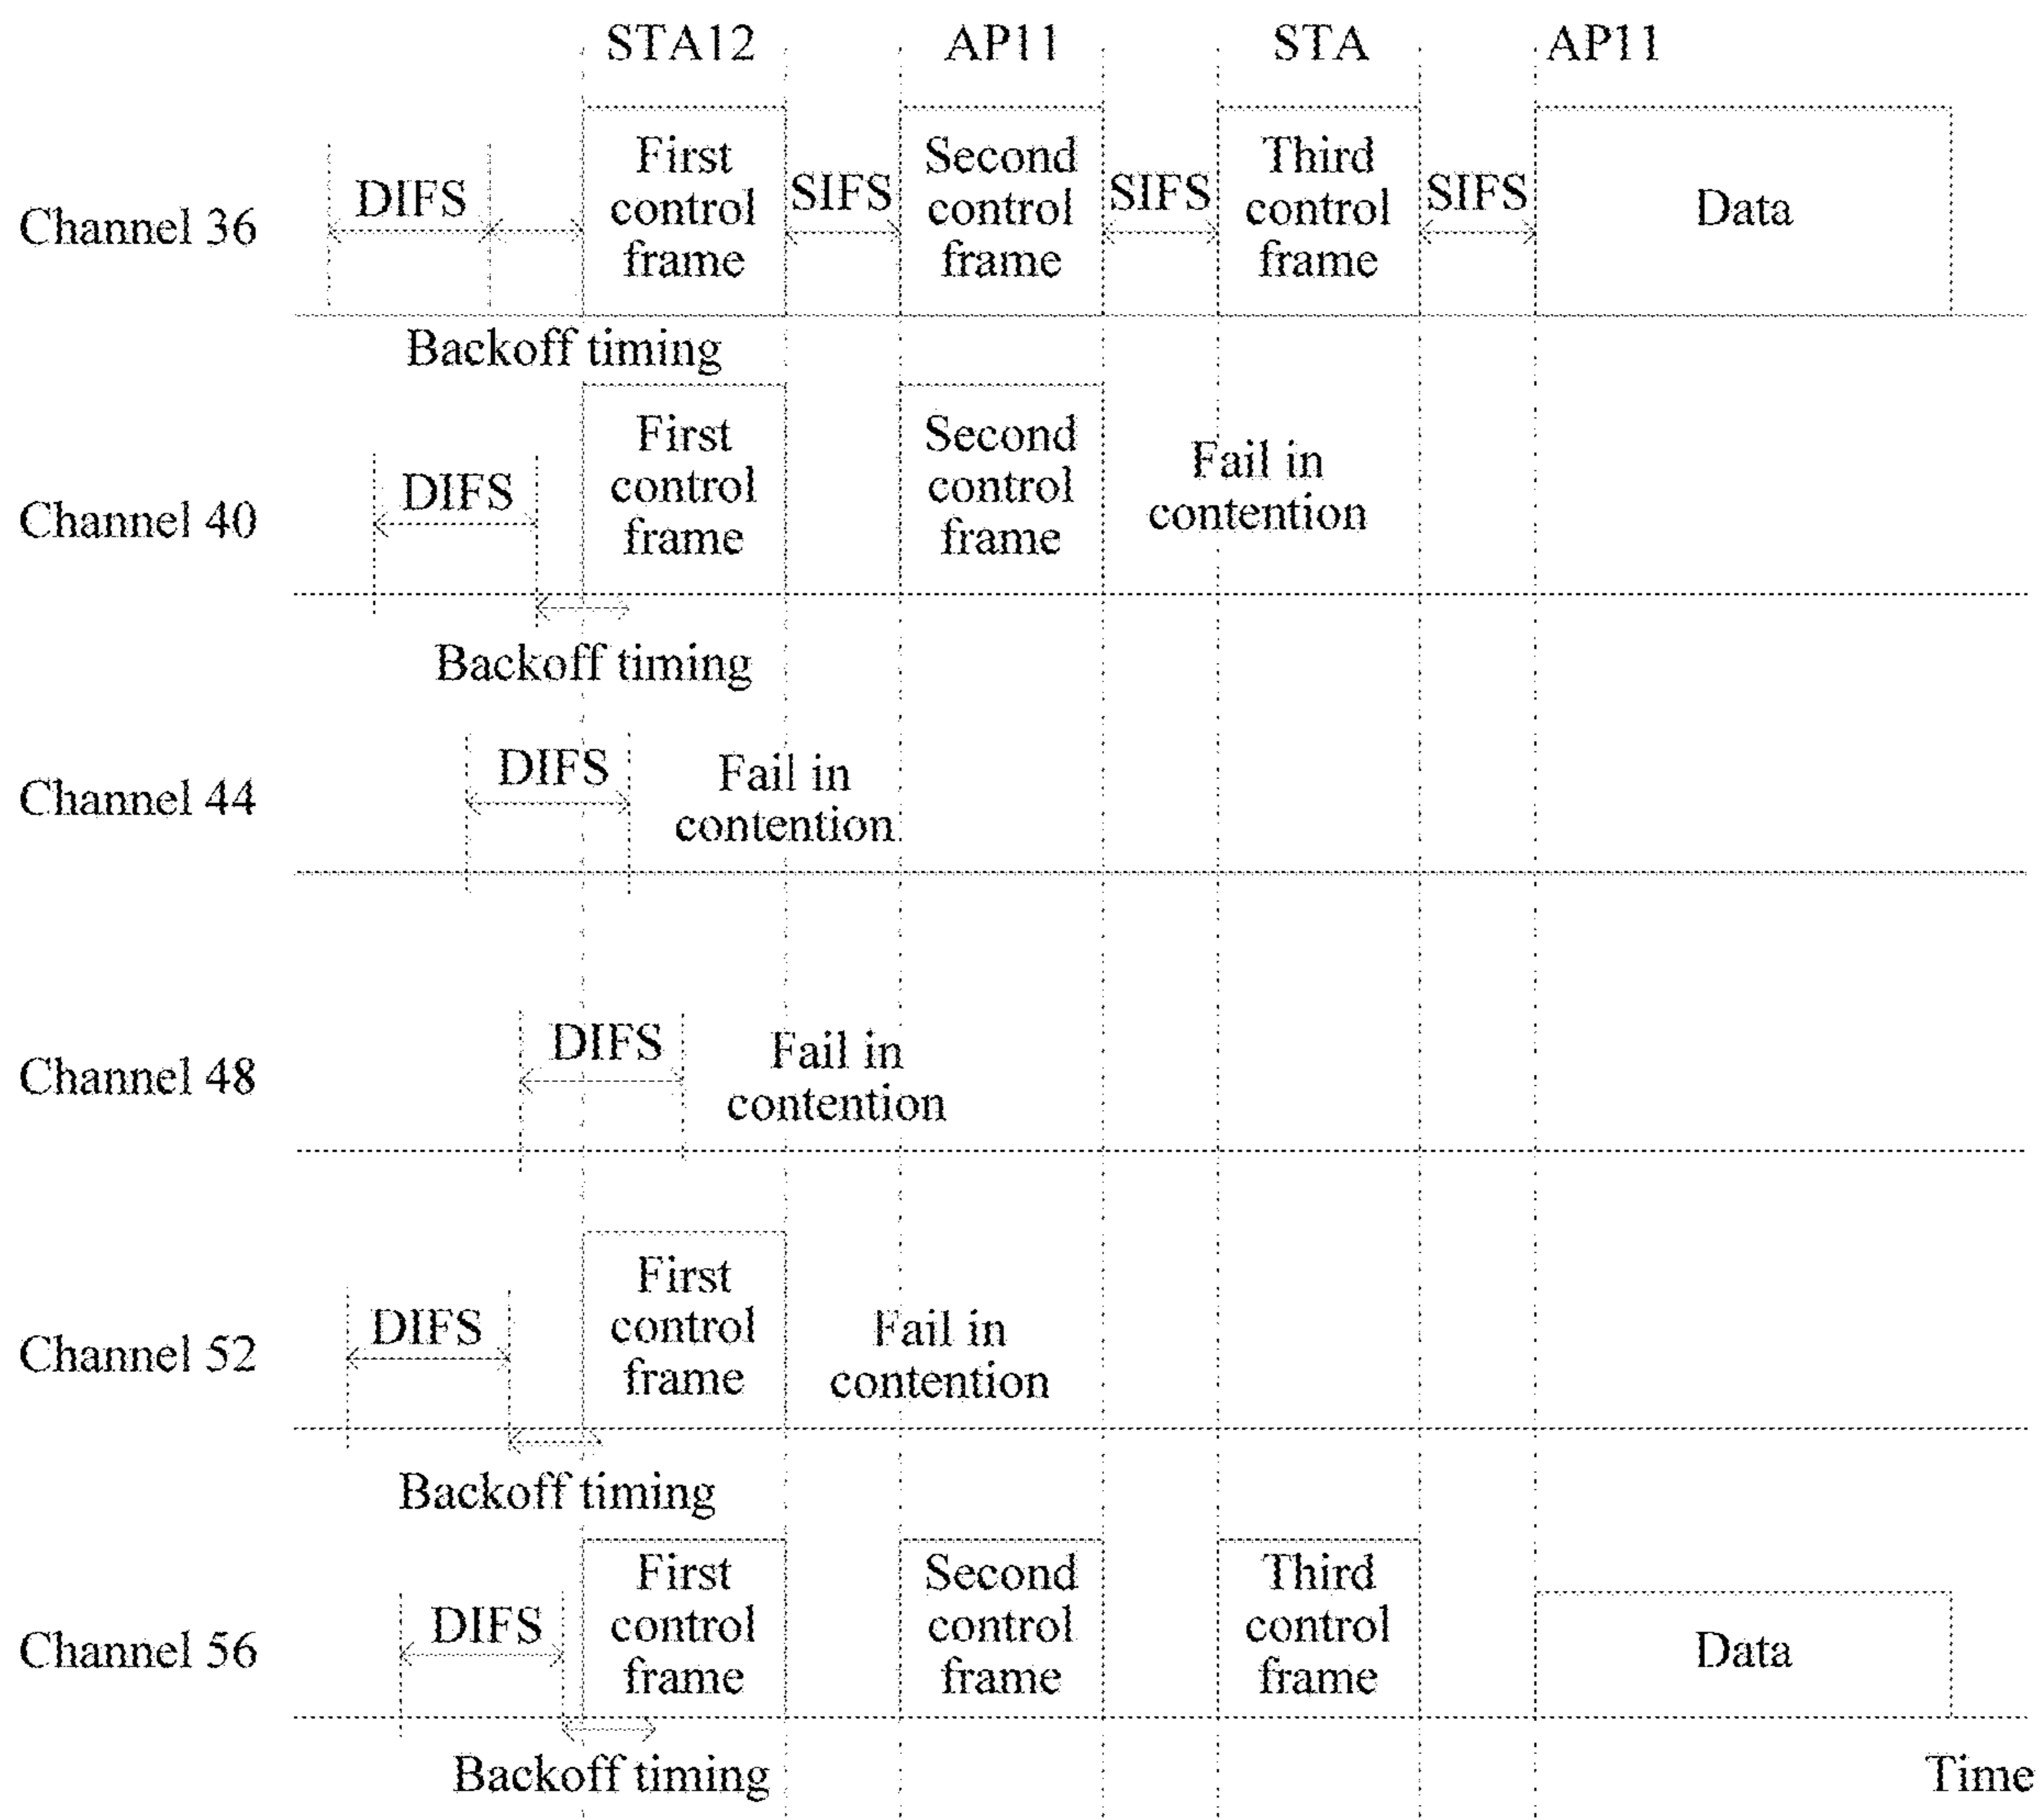 STA12 AP11 STA AP11
Channel 36
DIFS
First
control
frame
SIFS
Second
control
frame
SIFS
Third
control
frame
SIFS
Data
Backoff timing
Channel 40
DIFS
First
control
frame
Second
control
frame
Fail in
contention
Backoff timing
Channel 44
DIFS
Fail in
contention
Channel 48
DIFS
Fail in
contention
Channel 52
DIFS
First
control
frame
Fail in
contention
Backoff timing
Channel 56
DIFS
First
control
frame
Second
control
frame
Third
control
frame
Data
Backoff timing
Time